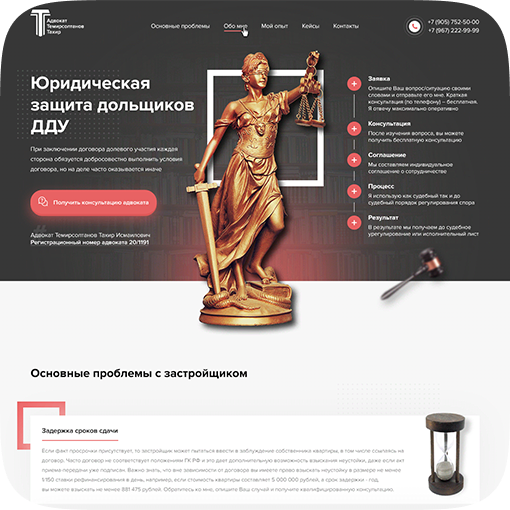 Адвокат
Темирсолтанов
Тахир
Основные проблемы
Обо мне
Мой опыт
Кейсы
Контакты
+7 (905) 752-50-00
+7 (967) 222-99-99
Юридическая
защита дольщиков
ДДУ
При заключении договора долевого участия каждая
сторона обязуется добросовестно выполнить условия
договора, но на деле часто оказывается иначе
Получить консультацию адвоката
Адвокат Темирсолтанов Тахир Исмаилович
Регистрационный номер адвоката 20/1191
Заявка
Опишите Ваш вопрос/ситуацию своими
словами и отправьте его мне. Краткая
консультация (по телефону) – бесплатная.
Я отвечу максимально оперативно
Консультация
После изучения вопроса, вы можете
получить бесплатную консультацию
Соглашение
Мы составляем индивидуальное
соглашение о сотрудничестве
Процесс
Я использую как судебный так и до
судебный порядок регулирования спора
Результат
В результате мы получаем до судебное
урегулирование или исполнительный лист
Основные проблемы с застройщиком
Задержка сроков сдачи
Если факт просрочки присутствует, то застройщик может пытаться ввести в заблуждение собственника квартиры, в том числе ссылаясь на
договор. Часто договор не соответствует положениям ГК РФ и это дает дополнительную возможность взыскания неустойки, даже если акт
приема-передачи уже подписан. Важно знать, что вне зависимости от договора вы имеете право взыскать неустойку в размере не менее
1/150 ставки рефинансирования в день, например, если стоимость квартиры составляет 5 000 000 рублей, а срок задержки - год,
вы можете взыскать не менее 881 475 рублей. Обратитесь ко мне, опишите Ваш случай и получите квалифицированную консультацию.